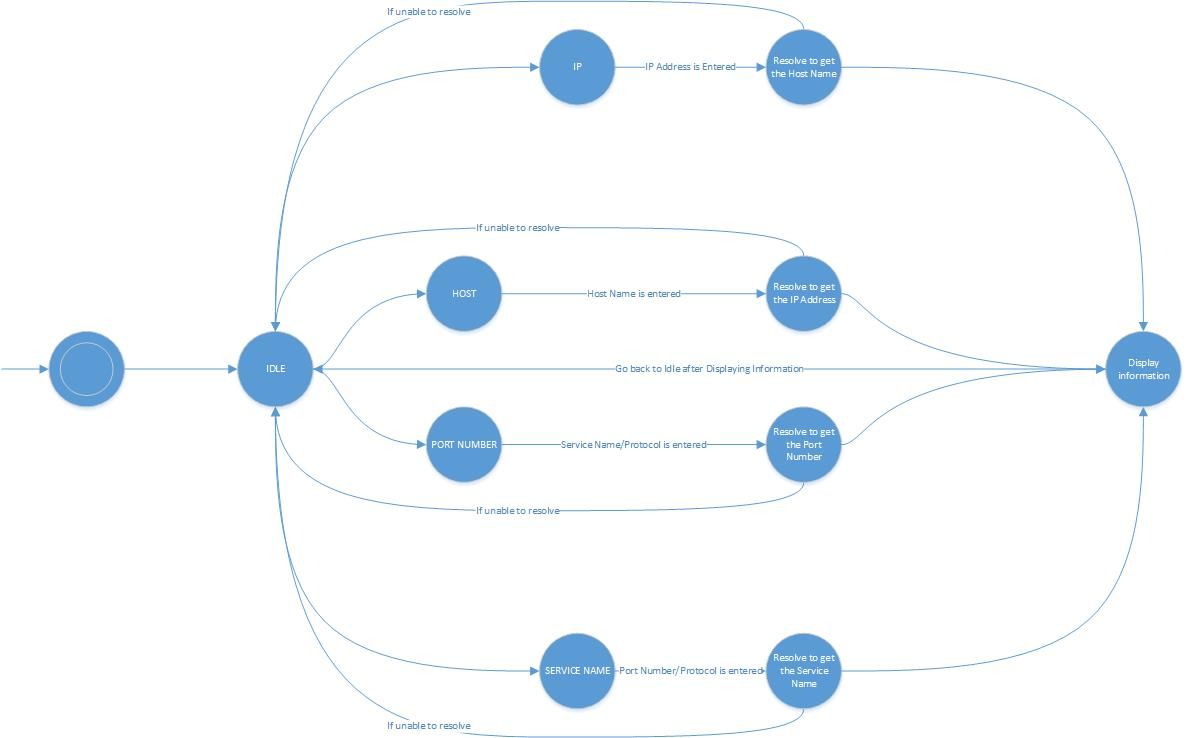 If unable to resolve
IP
IP Address is Entered
Resolve to get
the Host Name
If unable to resolve
HOST
Host Name is entered
Resolve to get
the IP Address
IDLE
Go back to Idle after Displaying Information
Display
information
PORT NUMBER
Service Name/Protocol is entered
Resolve to get
the Port
Number
If unable to resolve
SERVICE NAME
Port Number/Protocol is entered
Resolve to get
the Service
Name
If unable to resolve